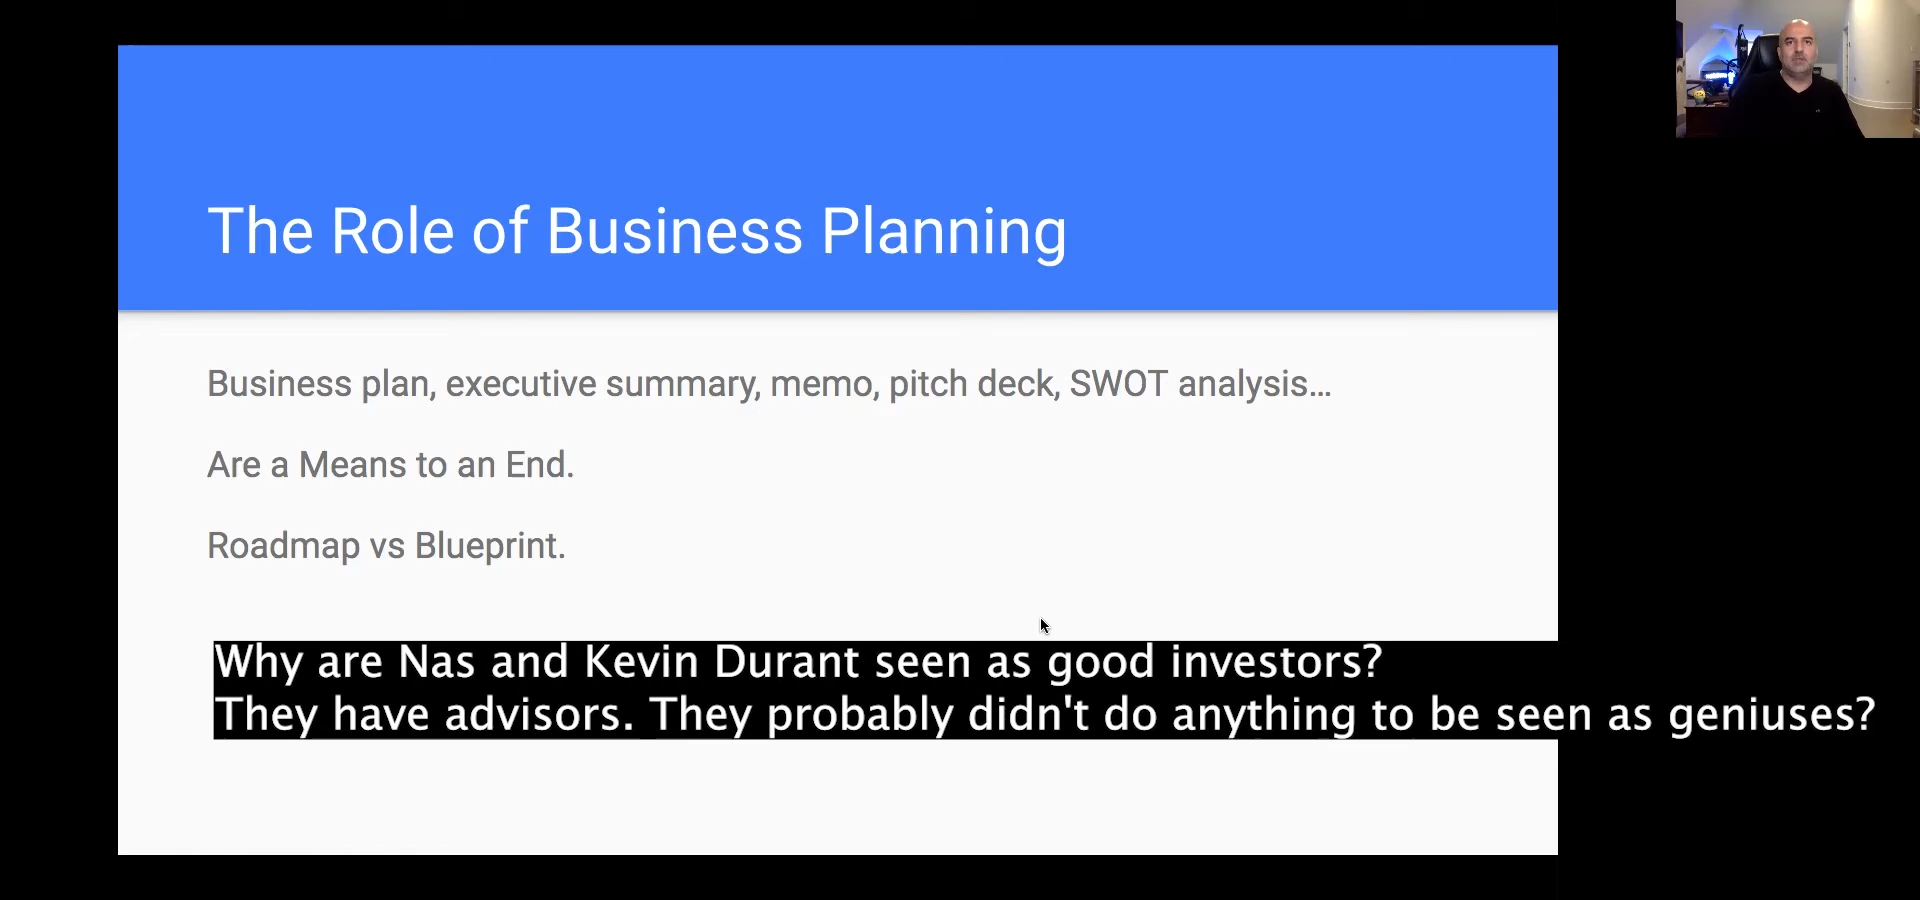 The Role of Business Planning
Business plan, executive summary, memo, pitch deck, SWOT analysis...
Are a Means to an End.
Roadmap vs Blueprint.
Why are Nas and Kevin Durant seen as good investors?
They have advisors. They probably didn't do anything to be seen as geniuses?